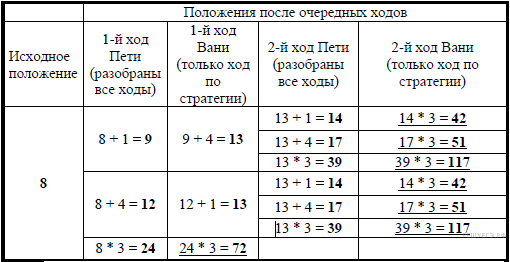 Положения после очередных ходов
Исходное
положение
1-й ход
Пети
(разобраны
все ходы)
1-й ход
Вани
(только ход
по
стратегии)
2-й ход Пети
(разобраны
все ходы)
2-й ход Вани
(только ход по
стратегии)
8
8 + 1 = 9
9 + 4 = 13
13 + 1 = 14
14 * 3 = 42
13 + 4 = 17
17 * 3 = 51
13 * 3 = 39
39 * 3 = 117
8 + 4 = 12
12 + 1 = 13
13 + 1 = 14
14 * 3 = 42
13 + 4 = 17
17 * 3 = 51
13 * 3 = 39
39 * 3 = 117
8 * 3 = 24
24 * 3 = 72